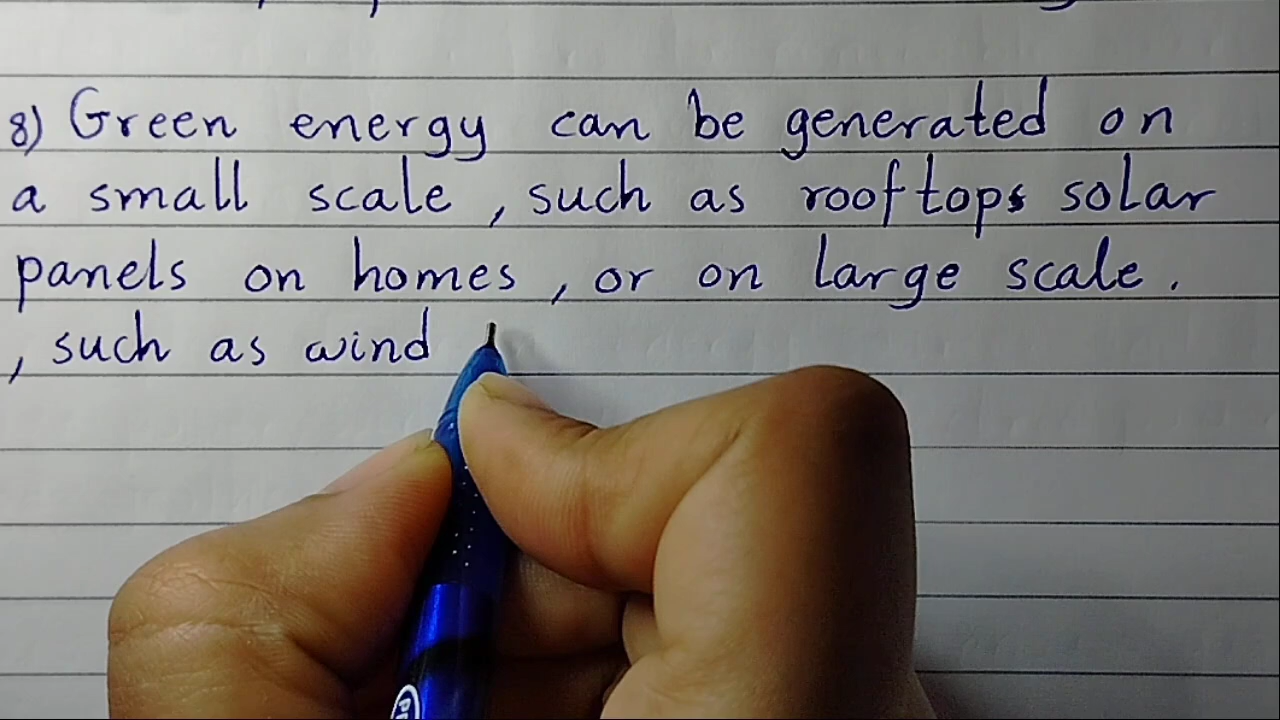 8) Green energy can be generated on
a small scale, such as rooftops solar
panels on homes, or on large scale.
, such as wind